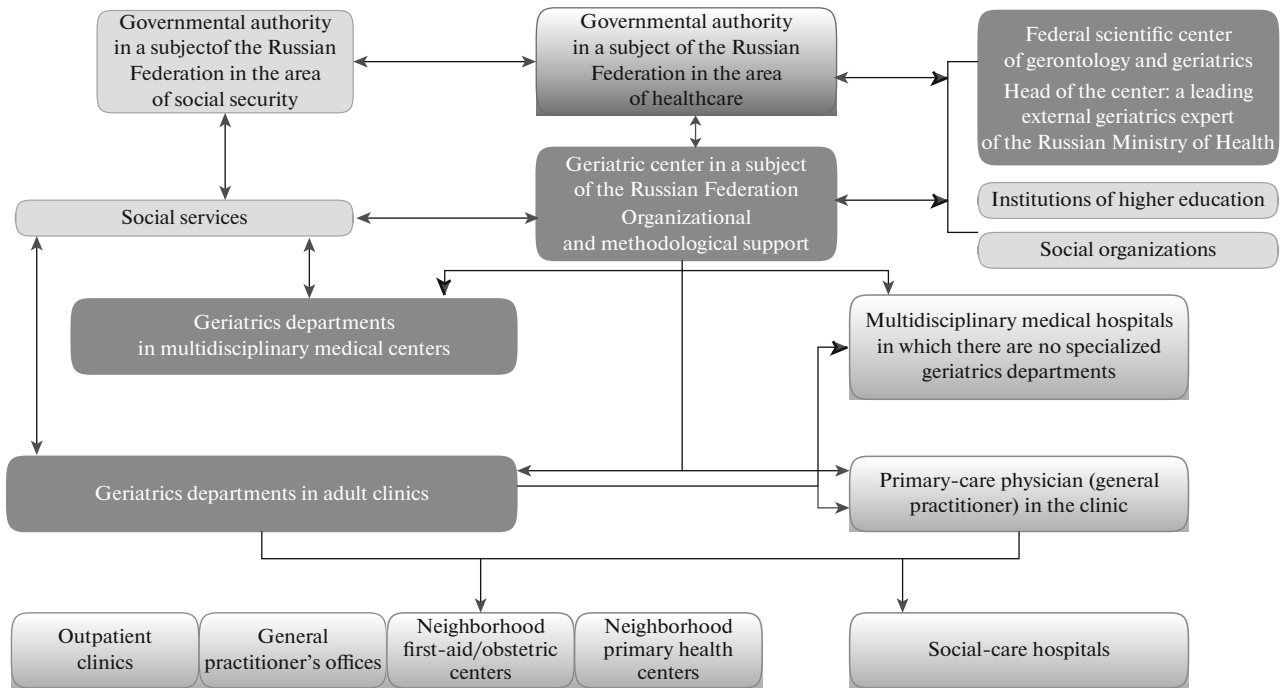 Governmental authority
in a subjectof the Russian
Federation in the area
of social security
Governmental authority
in a subject of the Russian
Federation in the area
of healthcare
Federal scientific center
of gerontology and geriatrics
Head of the center: a leading
external geriatrics expert
of the Russian Ministry of Health
Geriatric center in a subject
of the Russian Federation
Organizational
and methodological support
Social services
Institutions of higher education
Social organizations
Geriatrics departments
in multidisciplinary medical centers
Multidisciplinary medical hospitals
in which there are no specialized
geriatrics departments
Geriatrics departments in adult clinics
Primary-care physician (general
practitioner) in the clinic
Outpatient
clinics
General
practitioner’s offices
Neighborhood
first-aid/obstetric
centers
Neighborhood
primary health
centers
Social-care hospitals